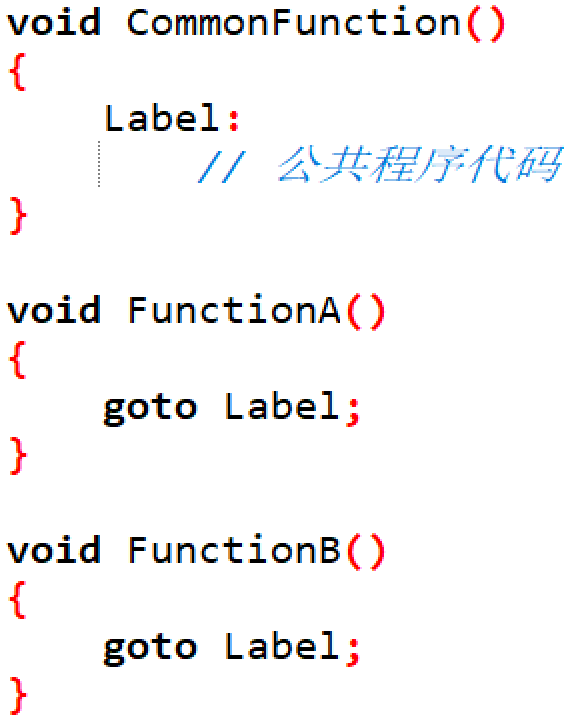 void CommonFunction()
{
    Label:
        // 公共程序代码
}

void FunctionA()
{
    goto Label;
}

void FunctionB()
{
    goto Label;
}